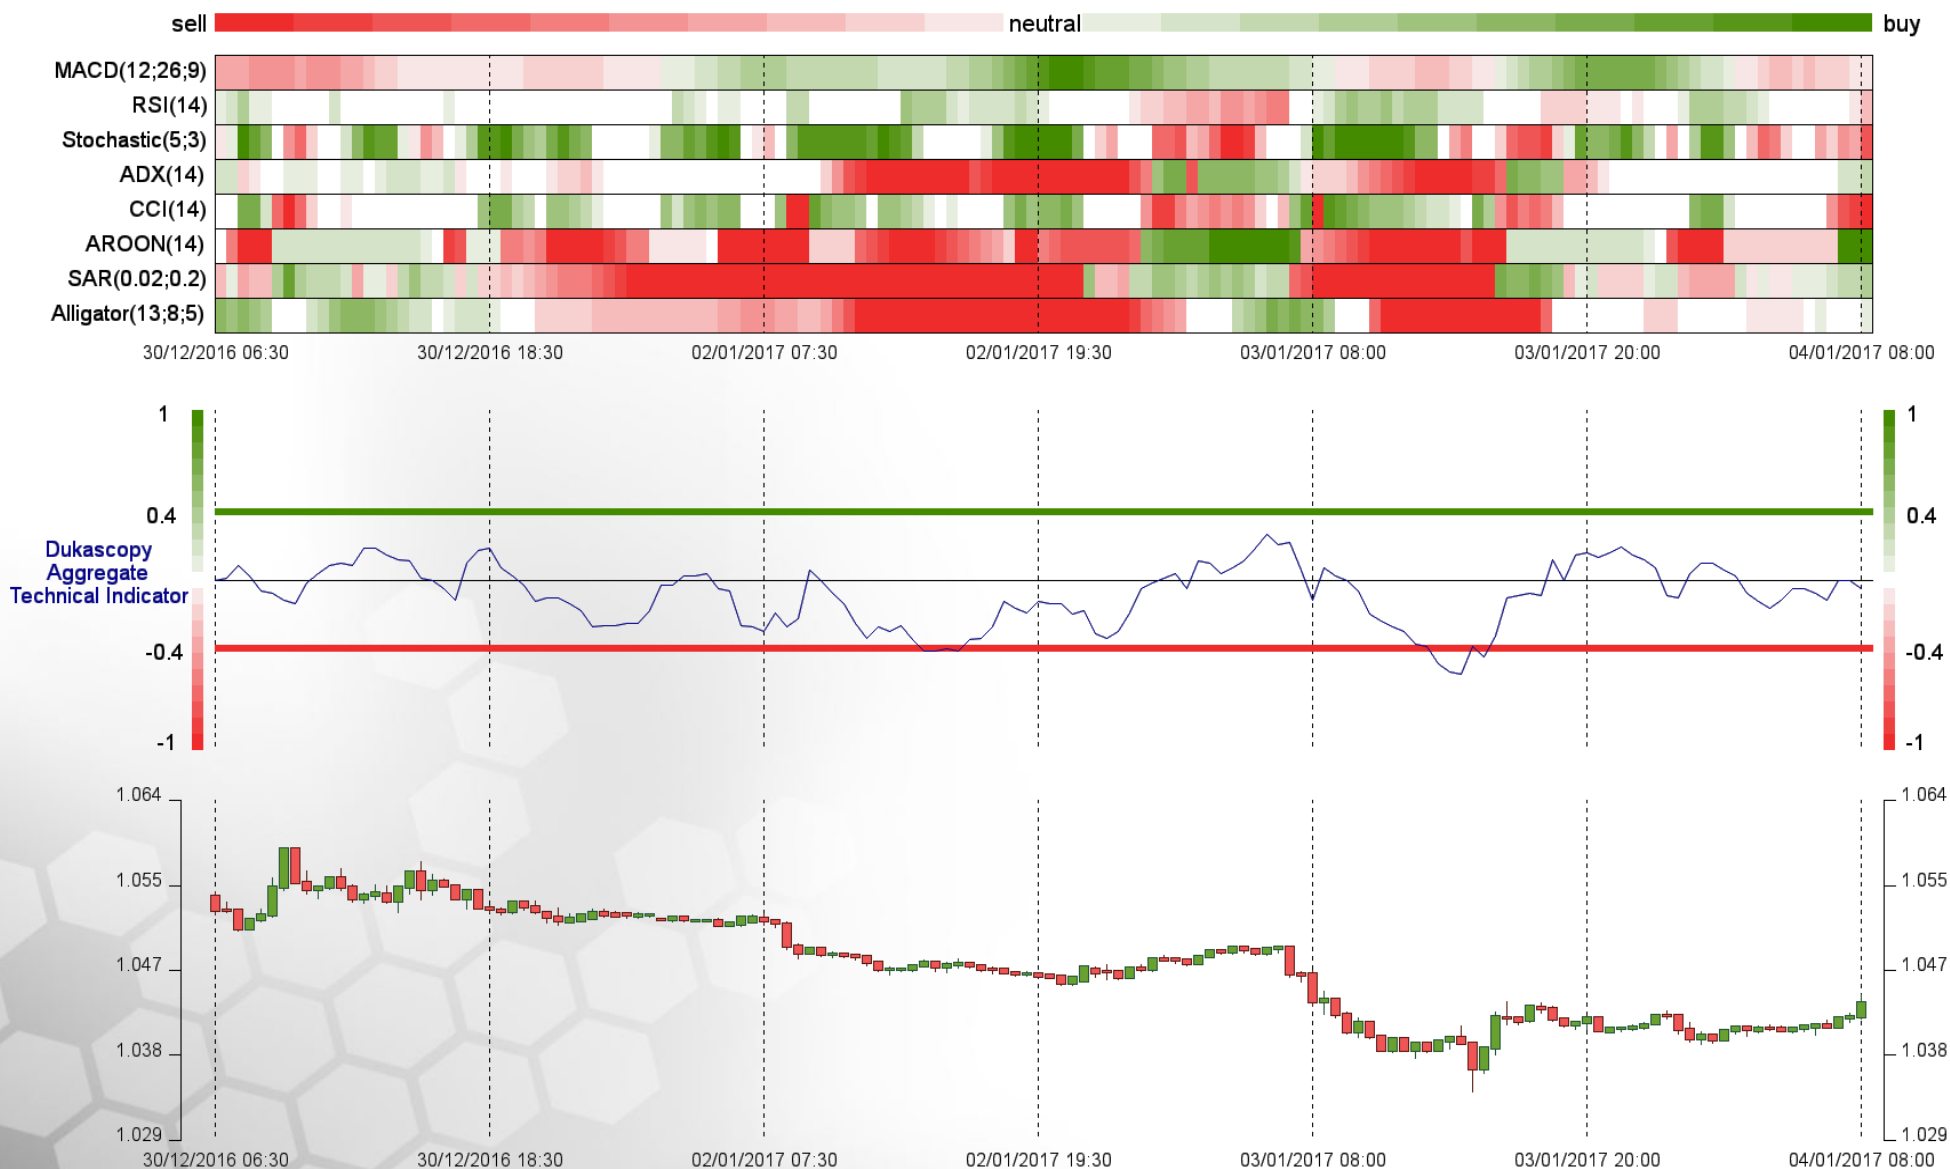 sell neutral buy
MACD(12;26;9)
RSI(14)
Stochastic(5;3)
ADX(14)
CCI(14)
AROON(14)
SAR(0.02;0.2)
Alligator(13;8;5)
30/12/2016 06:30 30/12/2016 18:30 02/01/2017 07:30 02/01/2017 19:30 03/01/2017 08:00 03/01/2017 20:00 04/01/2017 08:00
1 1
0.4 0.4
Dukascopy
Aggregate
Technical Indicator
-0.4 -0.4
-1 -1
1.064 1.064
1.055 1.055
1.047 1.047
1.038 1.038
1.029 1.029
30/12/2016 06:30 30/12/2016 18:30 02/01/2017 07:30 02/01/2017 19:30 03/01/2017 08:00 03/01/2017 20:00 04/01/2017 08:00